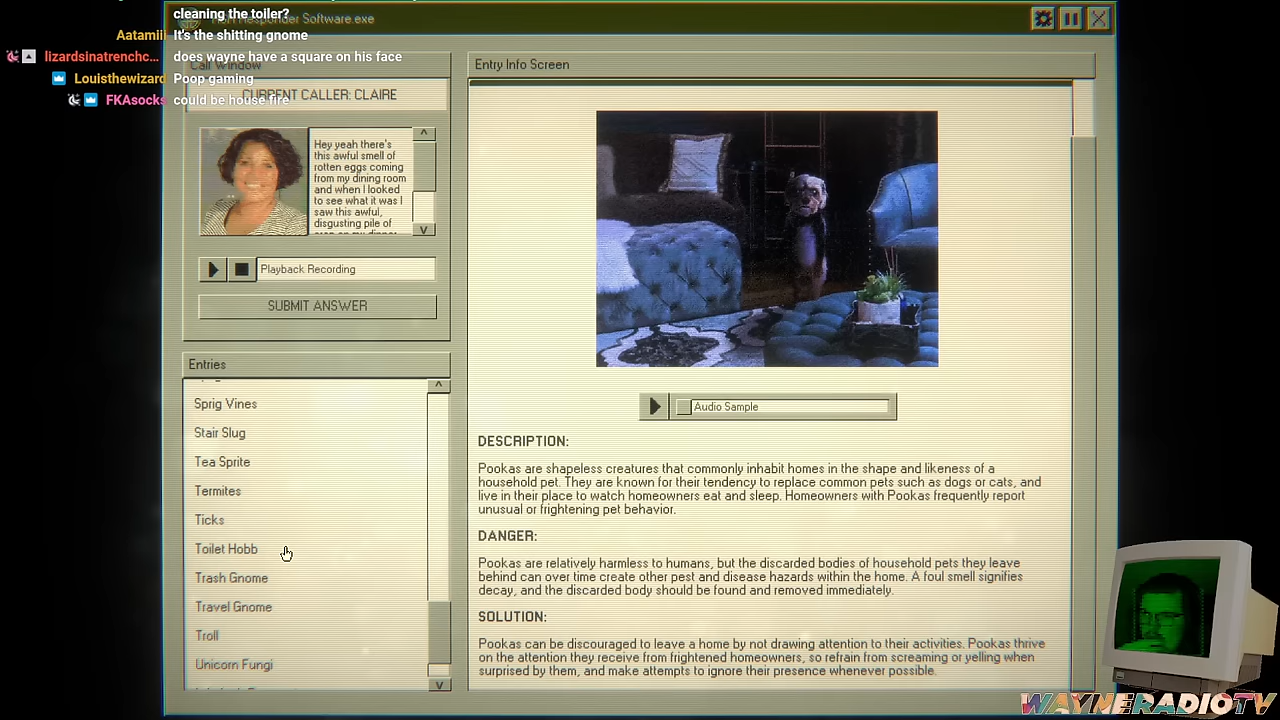 cleaning the toiler?
Responder Software.exe
Aatamiii It's the shitting gnome
lizardsinatrenchc... does wayne have a square on his face
Louisthewizard Poop gaming
FKAsocks could be house fire
Call Window
CURRENT CALLER: CLAIRE
Hey yeah there's
this awful smell of
rotten eggs coming
from my dining room
and when I looked
to see what it was I
saw this awful,
disgusting pile of
crap on my dinner
Playback Recording
SUBMIT ANSWER
Entries
Sprig Vines
Stair Slug
Tea Sprite
Termites
Ticks
Toilet Hobb
Trash Gnome
Travel Gnome
Troll
Unicorn Fungi
Entry Info Screen
Audio Sample
DESCRIPTION:
Pookas are shapeless creatures that commonly inhabit homes in the shape and likeness of a
household pet. They are known for their tendency to replace common pets such as dogs or cats, and
live in their place to watch homeowners eat and sleep. Homeowners with Pookas frequently report
unusual or frightening pet behavior.
DANGER:
Pookas are relatively harmless to humans, but the discarded bodies of household pets they leave
behind can over time create other pest and disease hazards within the home. A foul smell signifies
decay, and the discarded body should be found and removed immediately.
SOLUTION:
Pookas can be discouraged to leave a home by not drawing attention to their activities. Pookas thrive
on the attention they receive from frightened homeowners, so refrain from screaming or yelling when
surprised by them, and make attempts to ignore their presence whenever possible.
WAYNERADIOTV